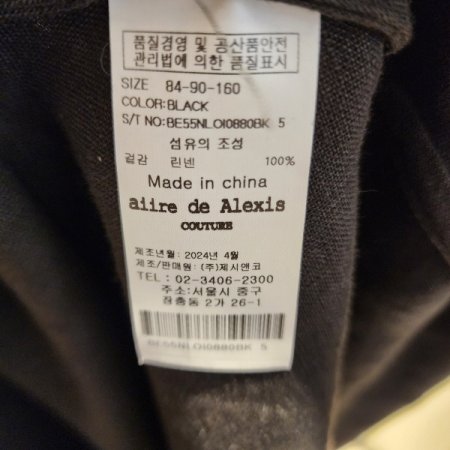 품질경영 및 공산품안전
관리법에 의한 품질표시
SIZE 84-90-160
COLOR:BLACK
S/T NO:BE55NLO10880BK 5
섬유의 조성
겉감 린넨 100%
Made in china
aiire de Alexis
COUTURE
제조년월: 2024년 4월
제조/판매원: (주)제시앤코
TEL : 02-3406-2300
주소:서울시 중구
장충동 2가 26-1
BE55NLO10880BK 5